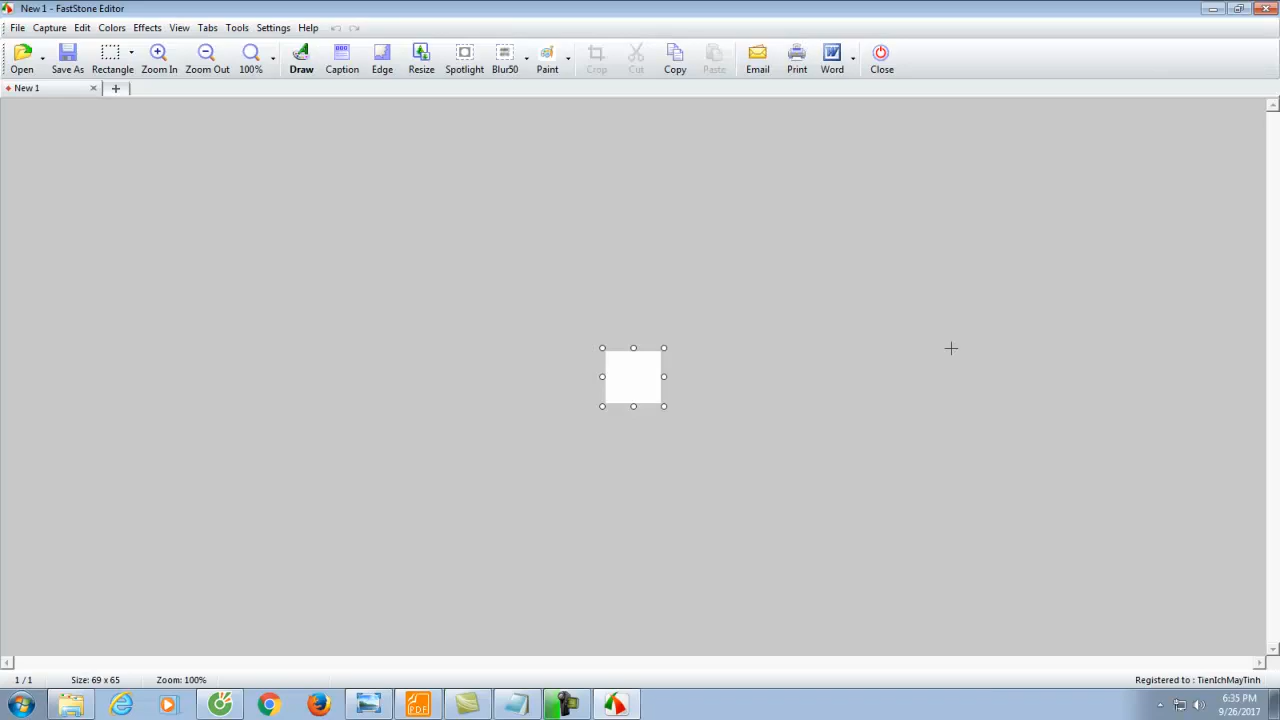 New 1 - FastStone Editor
File Capture Edit Colors Effects View Tabs Tools Settings Help
Open Save As Rectangle Zoom In Zoom Out 100% Draw Caption Edge Resize Spotlight Blur50 Paint Crop Cut Copy Paste Email Print Word Close
New 1
1 / 1 Size: 69 x 65 Zoom: 100% Registered to : TienIchMayTinh
PDF
6:35 PM
9/26/2017